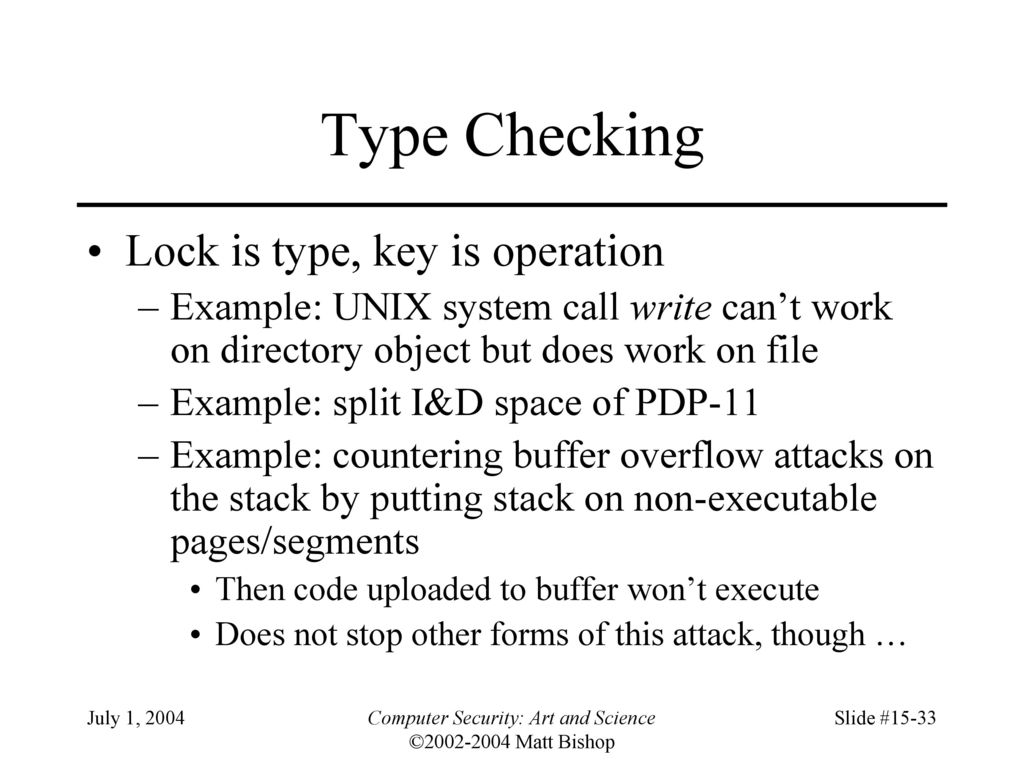 Type Checking
• Lock is type, key is operation
– Example: UNIX system call write can’t work
on directory object but does work on file
– Example: split I&D space of PDP-11
– Example: countering buffer overflow attacks on
the stack by putting stack on non-executable
pages/segments
• Then code uploaded to buffer won’t execute
• Does not stop other forms of this attack, though …
July 1, 2004
Computer Security: Art and Science
©2002-2004 Matt Bishop
Slide #15-33